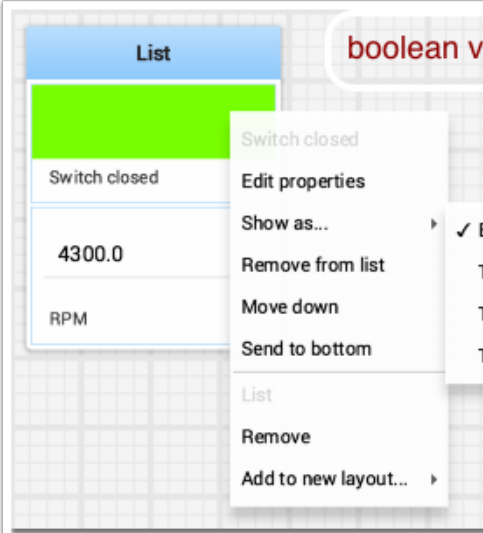 List
boolean
Switch closed
4300.0
RPM
Switch closed
Edit properties
Show as...
Remove from list
Move down
Send to bottom
List
Remove
Add to new layout...